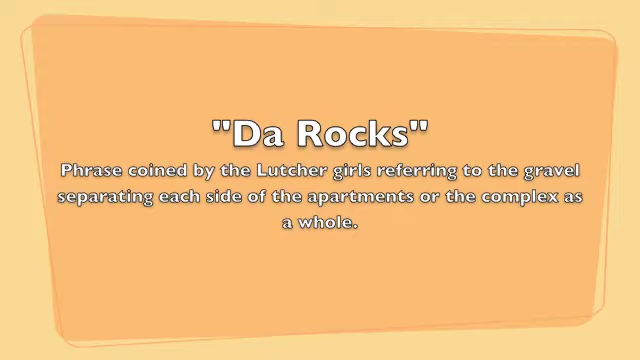 "Da Rocks"
Phrase coined by the Lutcher girls referring to the gravel
separating each side of the apartments or the complex as
a whole.